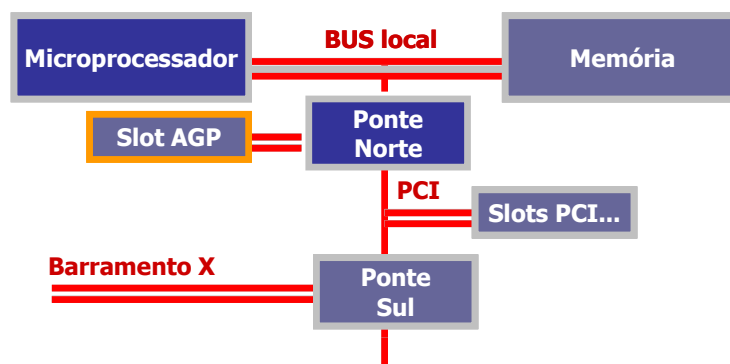 BUS local
Microprocessador
Memória
Slot AGP
Ponte
Norte
PCI
Slots PCI...
Barramento X
Ponte
Sul